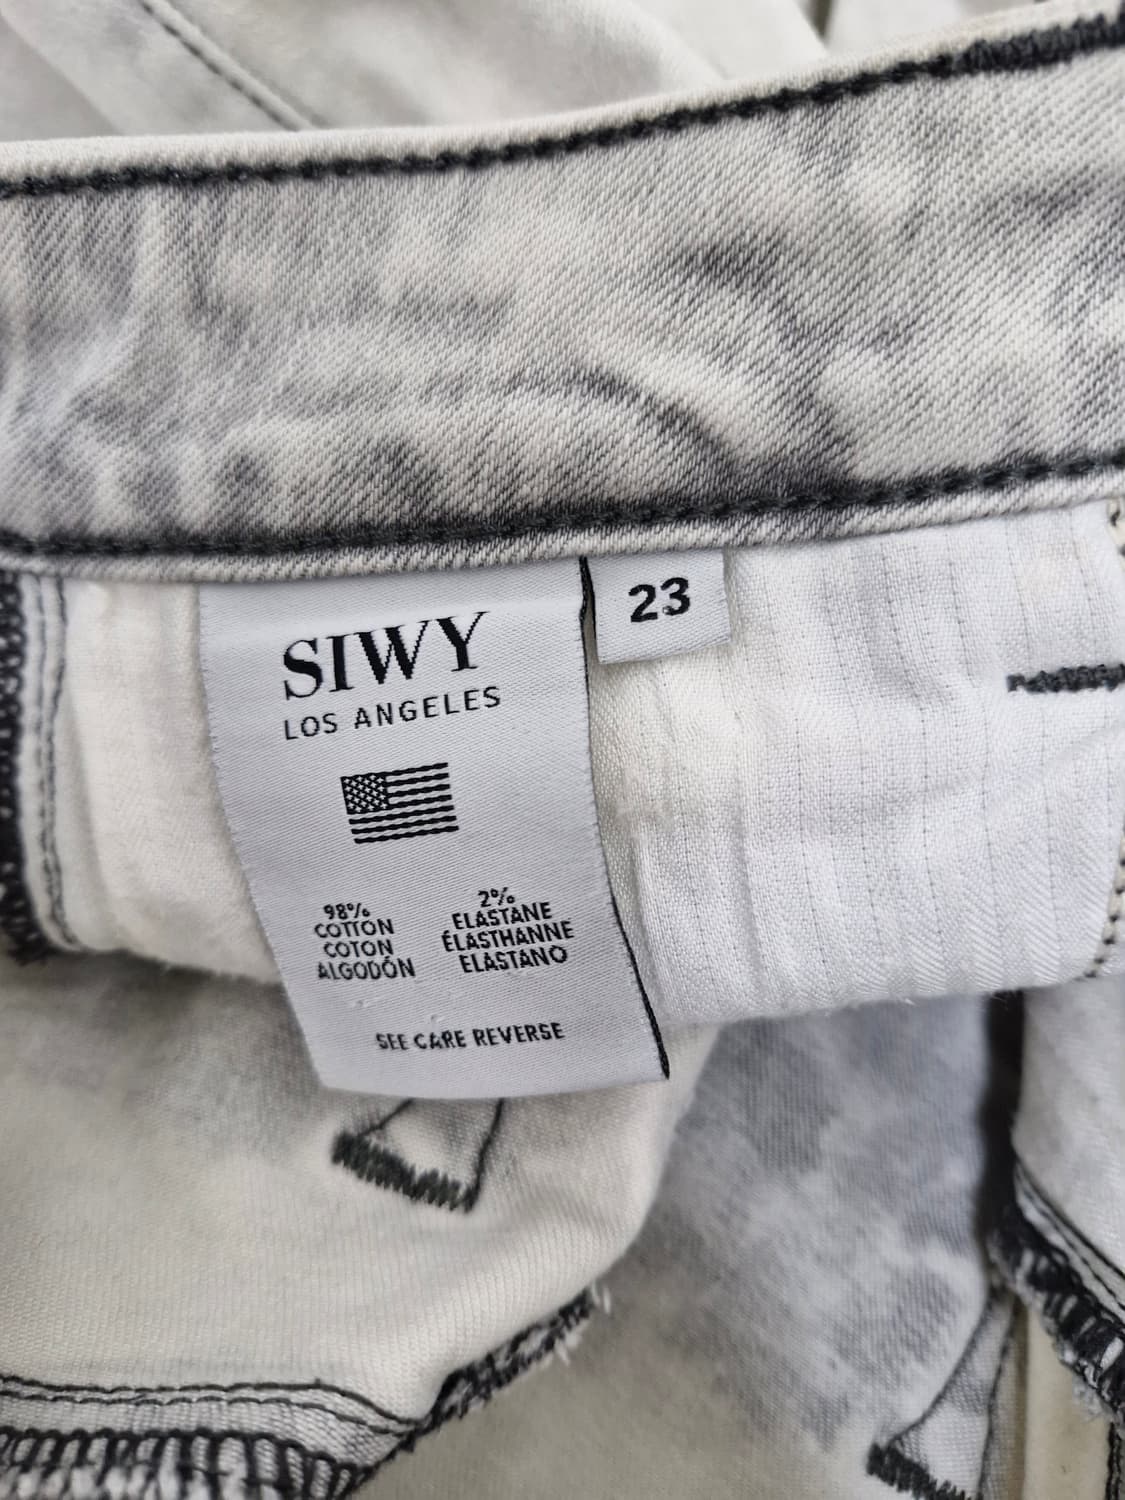 SIWY
LOS ANGELES
23
98%
COTTON
COTON
ALGODÓN
2%
ELASTANE
ÉLASTHANNE
ELASTANO
SEE CARE REVERSE